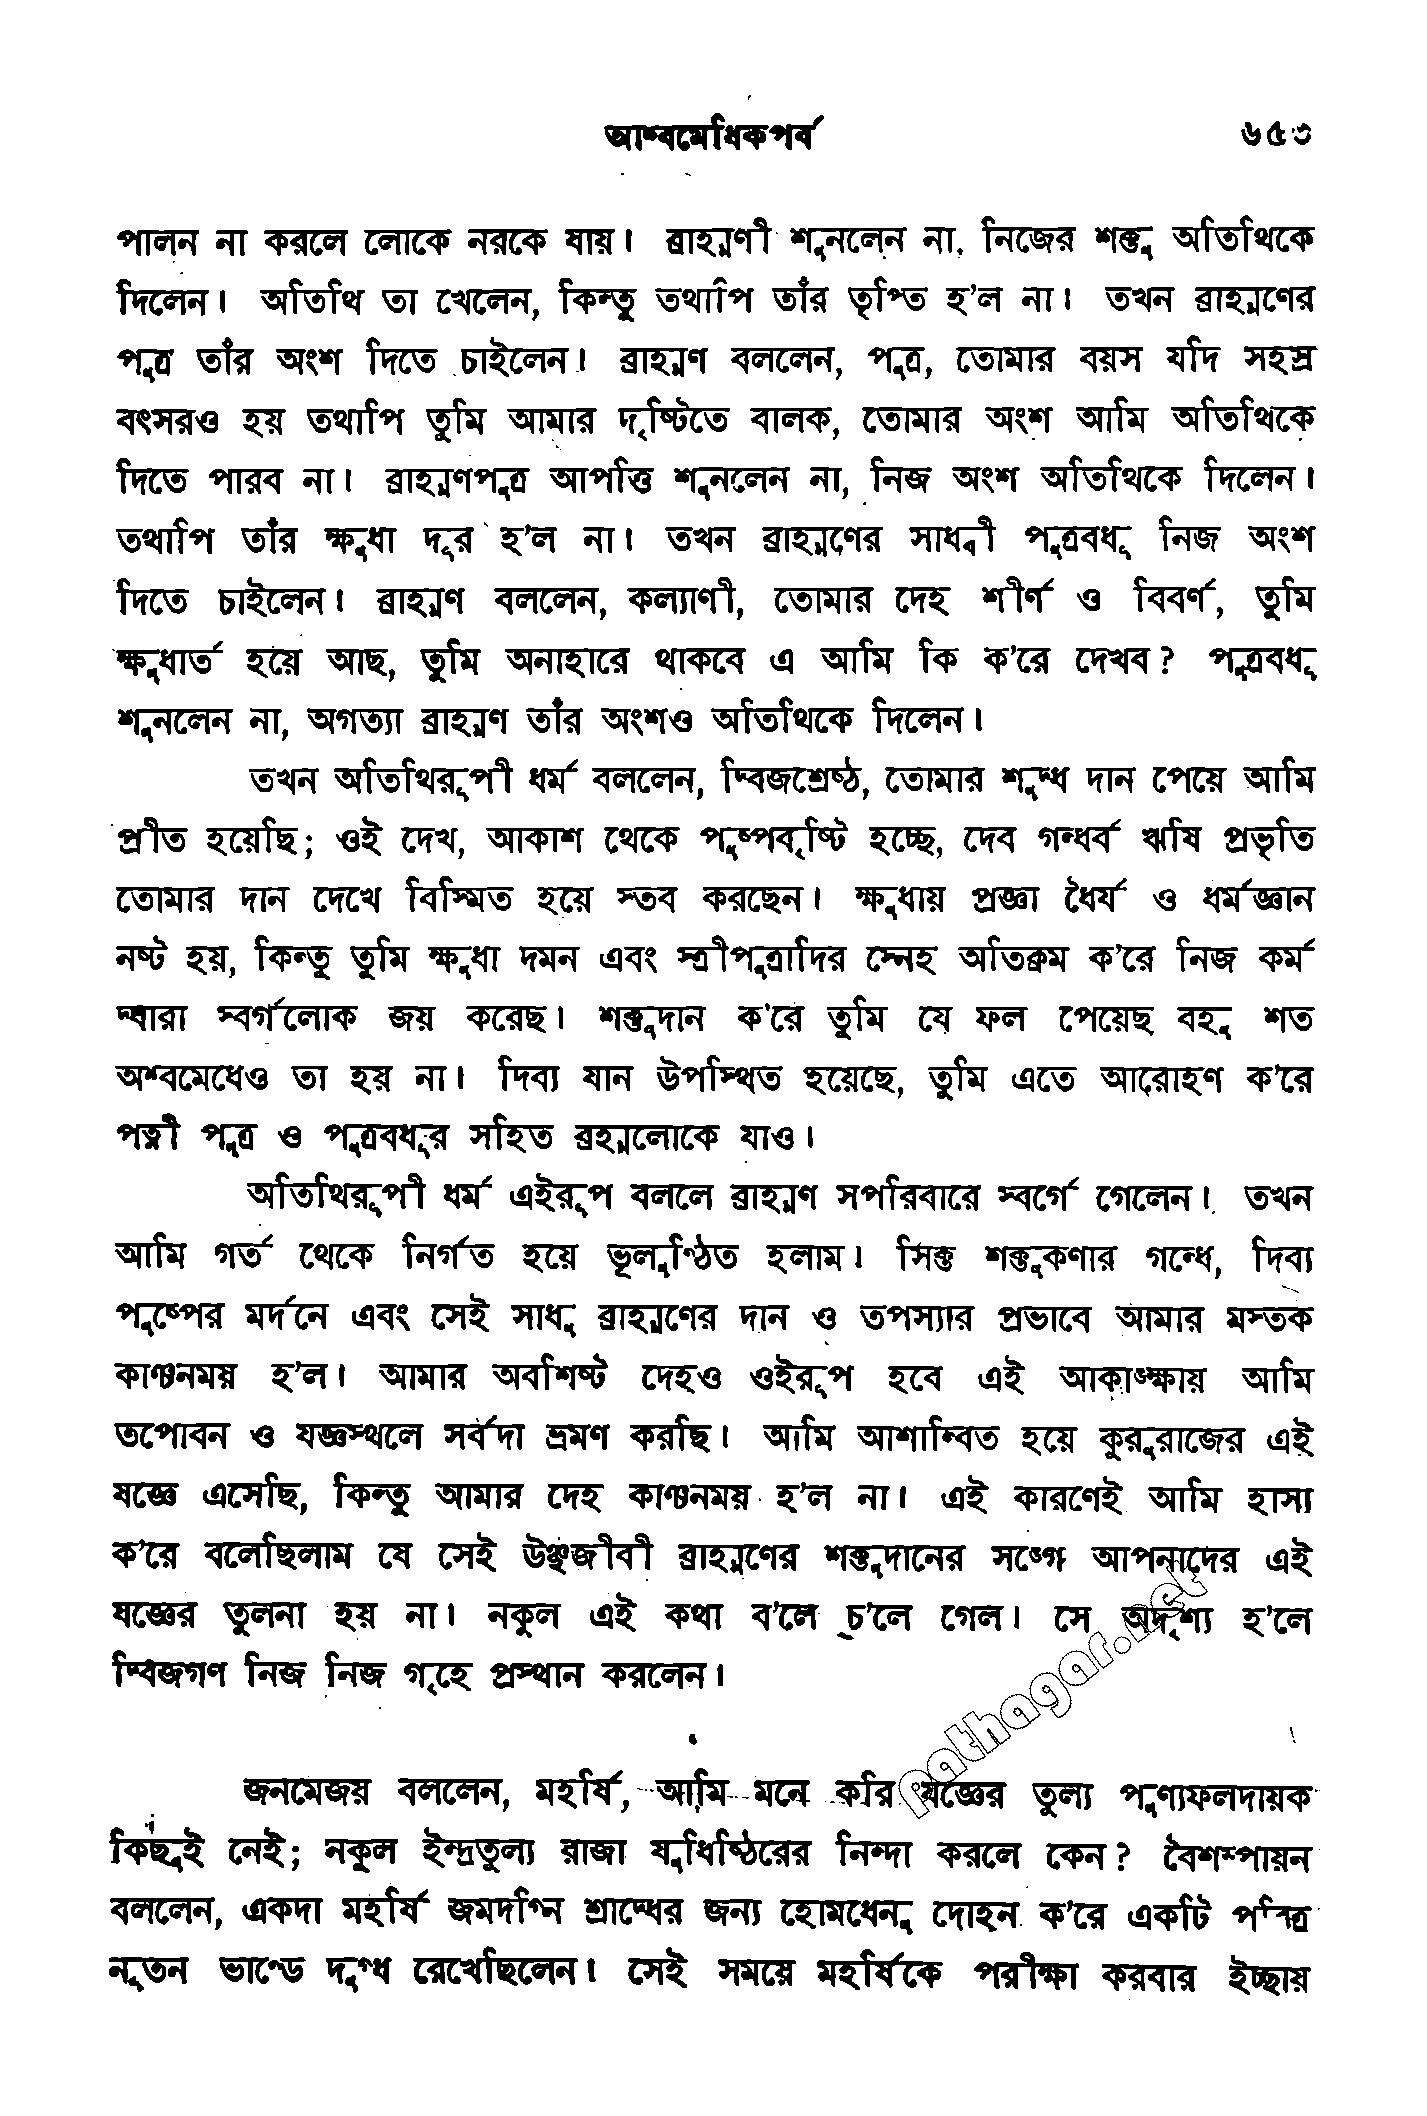 আশ্বমেধিকপর্ব ৬৫৩
পালন না করলে লোকে নরকে যায়। ব্রাহ্মণী শুনলেন না, নিজের শক্তু অতিথিকে
দিলেন। অতিথি তা খেলেন, কিন্তু তথাপি তাঁর তৃপ্তি হ'ল না। তখন ব্রাহ্মণের
পুত্র তাঁর অংশ দিতে চাইলেন। ব্রাহ্মণ বললেন, পুত্র, তোমার বয়স যদি সহস্র
বৎসরও হয় তথাপি তুমি আমার দৃষ্টিতে বালক, তোমার অংশ আমি অতিথিকে
দিতে পারব না। ব্রাহ্মণপুত্র আপত্তি শুনলেন না, নিজ অংশ অতিথিকে দিলেন।
তথাপি তাঁর ক্ষুধা দূর হ'ল না। তখন ব্রাহ্মণের সাধ্বী পুত্রবধূ নিজ অংশ
দিতে চাইলেন। ব্রাহ্মণ বললেন, কল্যাণী, তোমার দেহ শীর্ণ ও বিবর্ণ, তুমি
ক্ষুধার্ত হয়ে আছ, তুমি অনাহারে থাকবে এ আমি কি ক'রে দেখব? পুত্রবধূ
শুনলেন না, অগত্যা ব্রাহ্মণ তাঁর অংশও অতিথিকে দিলেন।
তখন অতিথিরূপী ধর্ম বললেন, দ্বিজশ্রেষ্ঠ, তোমার শুদ্ধ দান পেয়ে আমি
প্রীত হয়েছি; ওই দেখ, আকাশ থেকে পুষ্পবৃষ্টি হচ্ছে, দেব গন্ধর্ব ঋষি প্রভৃতি
তোমার দান দেখে বিস্মিত হয়ে স্তব করছেন। ক্ষুধায় প্রজ্ঞা ধৈর্য ও ধর্মজ্ঞান
নষ্ট হয়, কিন্তু তুমি ক্ষুধা দমন এবং স্ত্রীপুত্রাদির স্নেহ অতিক্রম ক'রে নিজ কর্ম
দ্বারা স্বর্গলোক জয় করেছ। শক্তুদান ক'রে তুমি যে ফল পেয়েছ বহু শত
অশ্বমেধেও তা হয় না। দিব্য যান উপস্থিত হয়েছে, তুমি এতে আরোহণ ক'রে
পত্নী পুত্র ও পুত্রবধূর সহিত ব্রহ্মলোকে যাও।
অতিথিরূপী ধর্ম এইরূপ বললে ব্রাহ্মণ সপরিবারে স্বর্গে গেলেন। তখন
আমি গর্ত থেকে নির্গত হয়ে ভূলুণ্ঠিত হলাম। সিক্ত শক্তুকণার গন্ধে, দিব্য
পুষ্পের মর্দনে এবং সেই সাধু ব্রাহ্মণের দান ও তপস্যার প্রভাবে আমার মস্তক
কাঞ্চনময় হ'ল। আমার অবশিষ্ট দেহও ওইরূপ হবে এই আকাঙ্ক্ষায় আমি
তপোবন ও যজ্ঞস্থলে সর্বদা ভ্রমণ করছি। আমি আশান্বিত হয়ে কুরুরাজের এই
যজ্ঞে এসেছি, কিন্তু আমার দেহ কাঞ্চনময় হ'ল না। এই কারণেই আমি হাস্য
ক'রে বলেছিলাম যে সেই উঞ্ছজীবী ব্রাহ্মণের শক্তুদানের সঙ্গে আপনাদের এই
যজ্ঞের তুলনা হয় না। নকুল এই কথা ব'লে চ'লে গেল। সে অদৃশ্য হ'লে
দ্বিজগণ নিজ নিজ গৃহে প্রস্থান করলেন।
pathagar.net
জনমেজয় বললেন, মহর্ষি, আমি মনে করি যজ্ঞের তুল্য পুণ্যফলদায়ক
কিছুই নেই; নকুল ইন্দ্রতুল্য রাজা যুধিষ্ঠিরের নিন্দা করলে কেন? বৈশম্পায়ন
বললেন, একদা মহর্ষি জমদগ্নি শ্রাদ্ধের জন্য হোমধেনু দোহন ক'রে একটি পবিত্র
নূতন ভাণ্ডে দুগ্ধ রেখেছিলেন। সেই সময়ে মহর্ষিকে পরীক্ষা করবার ইচ্ছায়